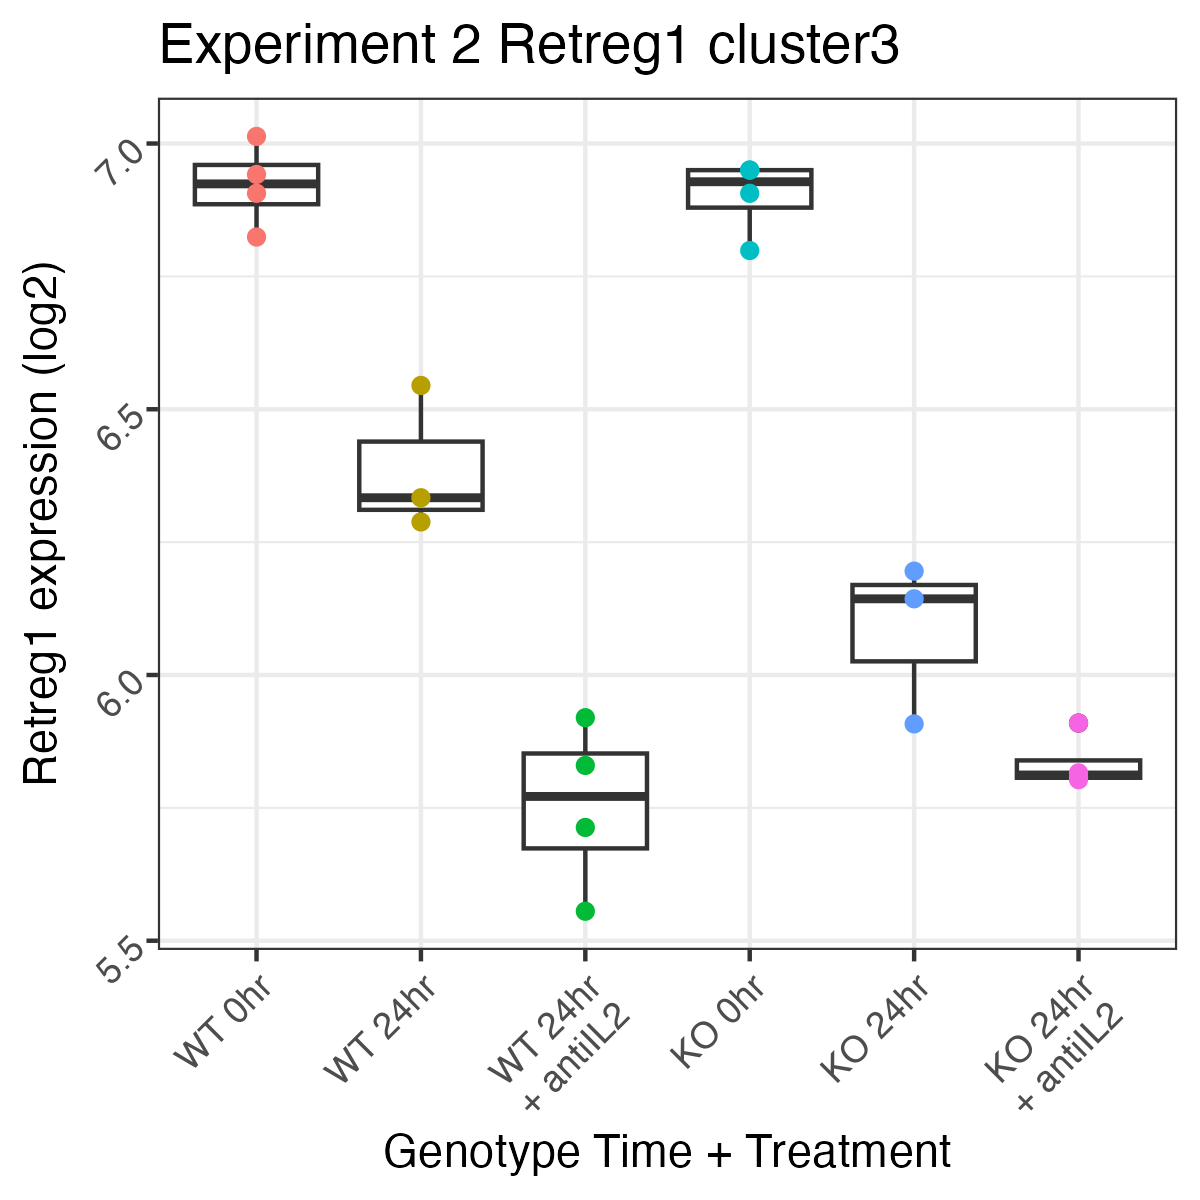 Experiment 2 Retreg1 cluster3
Retreg1 expression (log2)
7.0
6.5
6.0
5.5
WT 0hr
WT 24hr
WT 24hr
+ antiIL2
KO 0hr
KO 24hr
KO 24hr
+ antiIL2
Genotype Time + Treatment